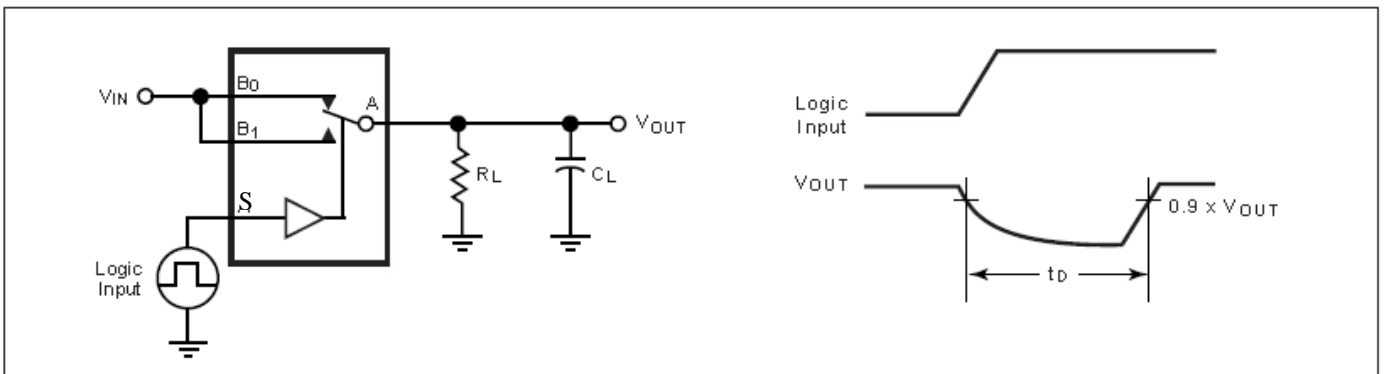 VIN
B0
A
B1
VOUT
RL
CL
S
Logic
Input
Logic
Input
VOUT
0.9 x VOUT
tD